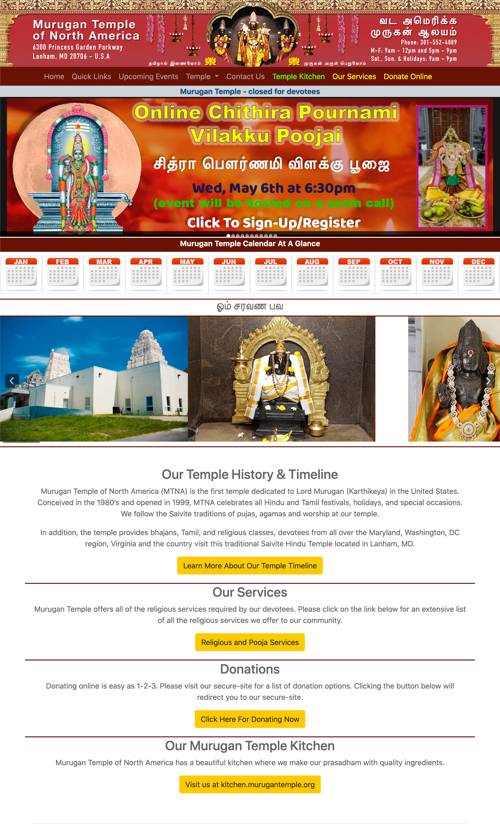 Murugan Temple
of North America
6300 Princess Garden Parkway
Lanham, MD 20706 - U.S.A
வட அமெரிக்க
முருகன் ஆலயம்
Phone: 301-552-4889
M-F: 9am - 12pm and 5pm - 9pm
Sat., Sun. & Holidays: 9am - 9pm
தமிழால் இணைவோம்
முருகன் அருள் பெறுவோம்
Home Quick Links Upcoming Events Temple Contact Us Temple Kitchen Our Services Donate Online
Murugan Temple - closed for devotees
Online Chithira Pournami
Vilakku Poojai
சித்ரா பௌர்ணமி விளக்கு பூஜை
Wed, May 6th at 6:30pm
(event will be hosted on a zoom call)
Click To Sign-Up/Register
Murugan Temple Calendar At A Glance
JAN FEB MAR APR MAY JUN JUL AUG SEP OCT NOV DEC
ஓம் சரவண பவ
Our Temple History & Timeline
Murugan Temple of North America (MTNA) is the first temple dedicated to Lord Murugan (Karthikeya) in the United States.
Conceived in the 1980's and opened in 1999, MTNA celebrates all Hindu and Tamil festivals, holidays, and special occasions.
We follow the Saivite traditions of pujas, agamas and worship at our temple.
In addition, the temple provides bhajans, Tamil, and religious classes, devotees from all over the Maryland, Washington, DC
region, Virginia and the country visit this traditional Saivite Hindu Temple located in Lanham, MD.
Learn More About Our Temple Timeline
Our Services
Murugan Temple offers all of the religious services required by our devotees. Please click on the link below for an extensive list
of all the religious services we offer to our community.
Religious and Pooja Services
Donations
Donating online is easy as 1-2-3. Please visit our secure-site for a list of donation options. Clicking the button below will
redirect you to our secure-site.
Click Here For Donating Now
Our Murugan Temple Kitchen
Murugan Temple of North America has a beautiful kitchen where we make our prasadham with quality ingredients.
Visit us at kitchen.murugantemple.org